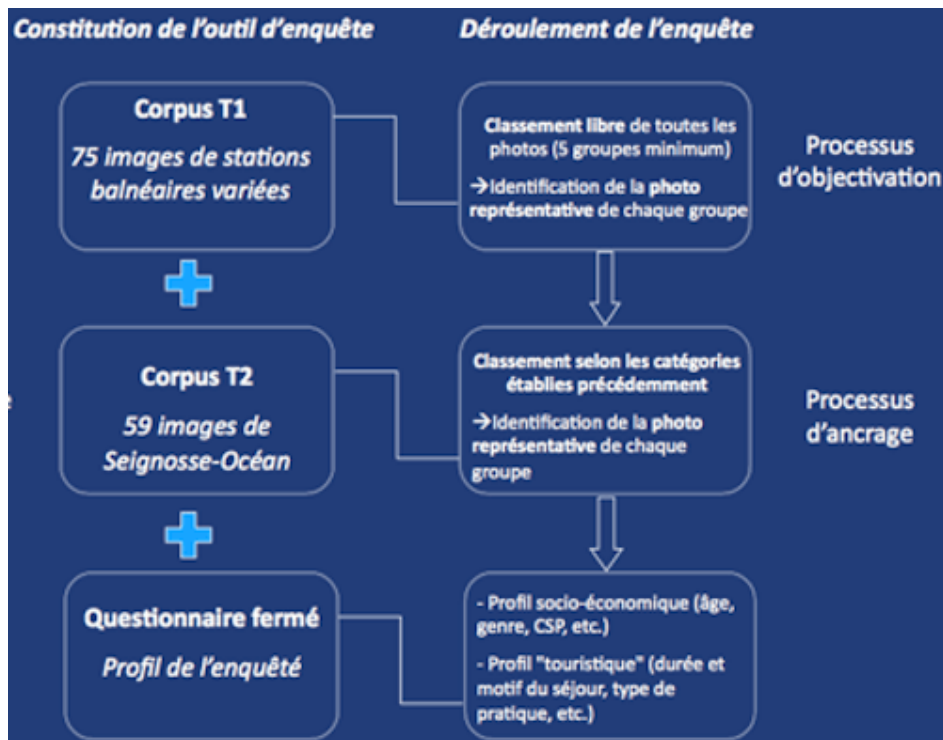 Constitution de l'outil d'enquête
Déroulement de l'enquête
Corpus T1
75 images de stations
balnéaires variées
Classement libre de toutes les
photos (5 groupes minimum)
→Identification de la photo
représentative de chaque groupe
Processus
d'objectivation
Corpus T2
59 images de
Seignosse-Océan
Classement selon les catégories
établies précédemment
→Identification de la photo
représentative de chaque
groupe
Processus
d'ancrage
Questionnaire fermé
Profil de l'enquêté
- Profil socio-économique (âge,
genre, CSP, etc.)
- Profil "touristique" (durée et
motif du séjour, type de
pratique, etc.)